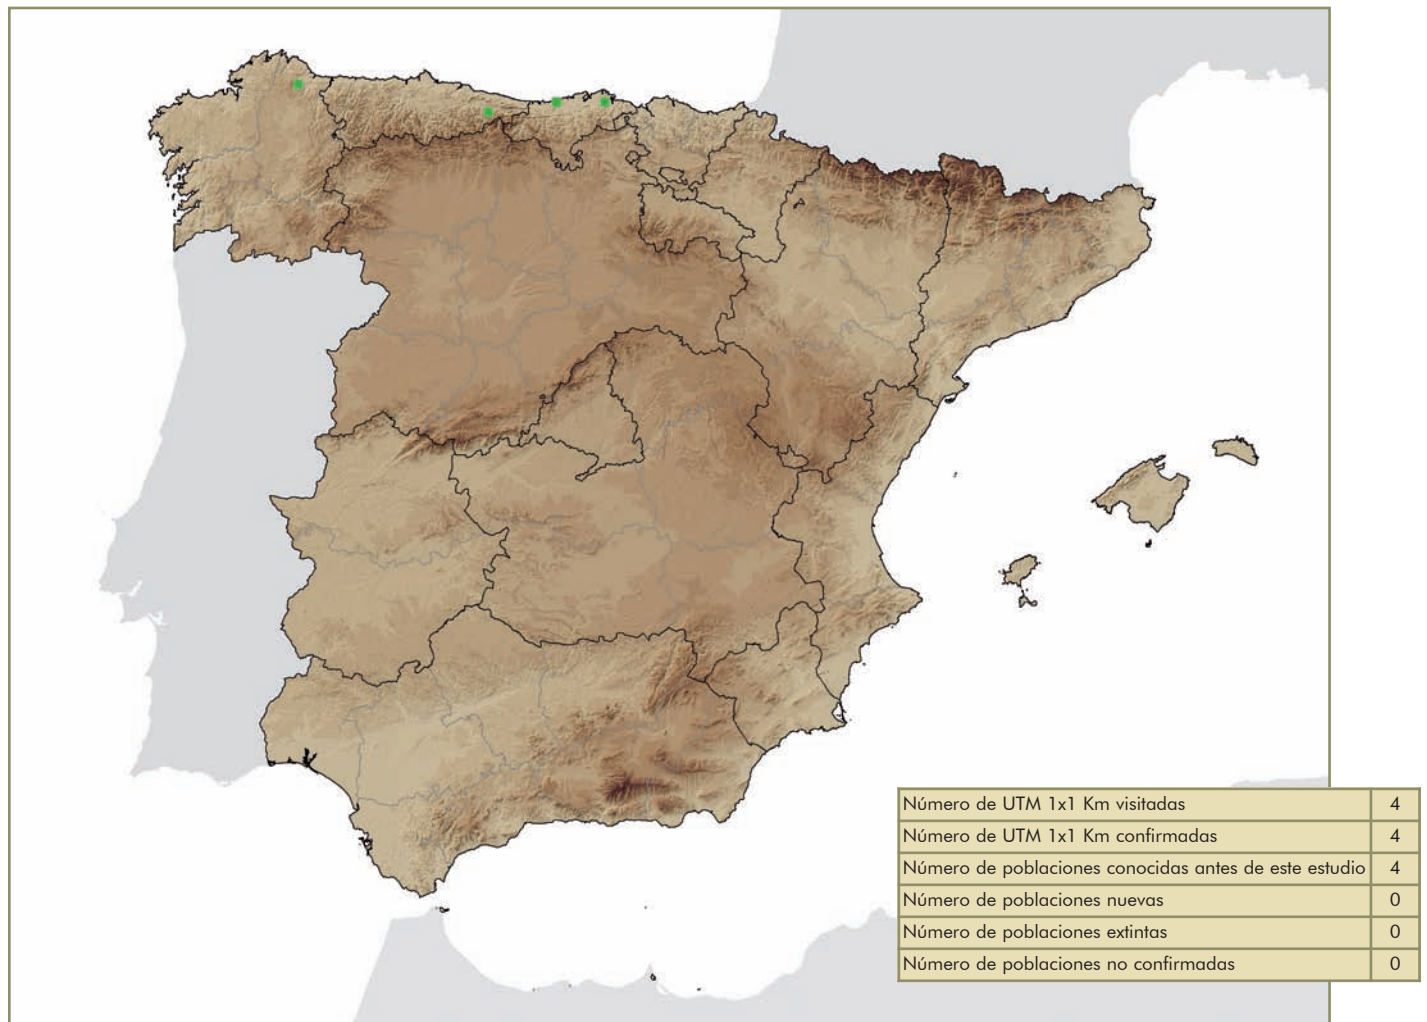 Número de UTM 1x1 Km visitadas 4
Número de UTM 1x1 Km confirmadas 4
Número de poblaciones conocidas antes de este estudio 4
Número de poblaciones nuevas 0
Número de poblaciones extintas 0
Número de poblaciones no confirmadas 0